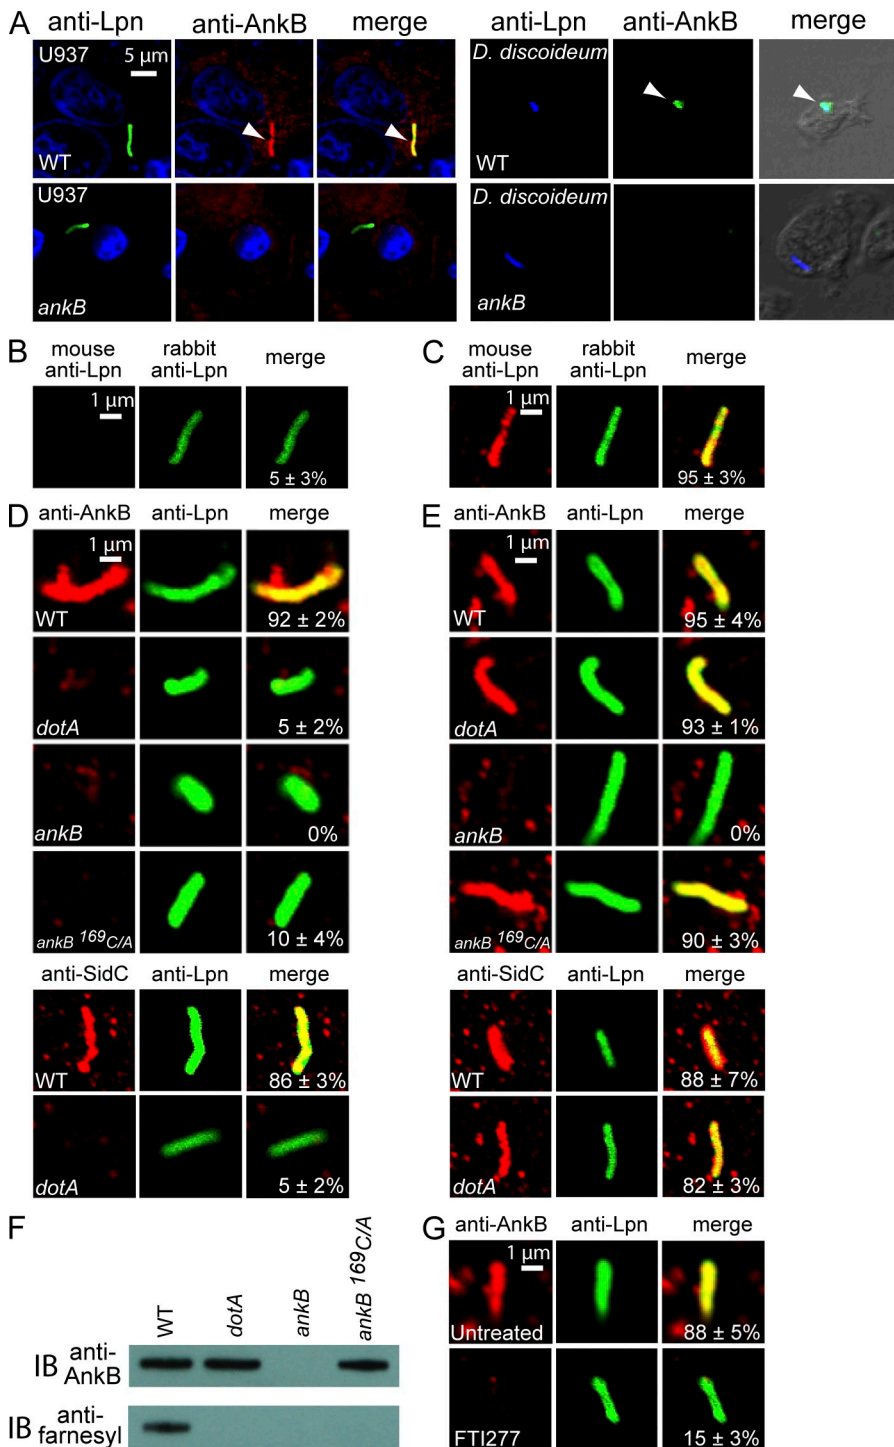 A
anti-Lpn anti-AnkB merge
anti-Lpn anti-AnkB merge
U937
5 μm
WT
D. discoideum
WT
U937
ankB
D. discoideum
ankB
B
mouse anti-Lpn
rabbit anti-Lpn
merge
1 μm
5 ± 3%
C
mouse anti-Lpn
rabbit anti-Lpn
merge
1 μm
95 ± 3%
D
anti-AnkB anti-Lpn merge
1 μm
WT
92 ± 2%
dotA
5 ± 2%
ankB
0%
ankB 169C/A
10 ± 4%
anti-SidC anti-Lpn merge
WT
86 ± 3%
dotA
5 ± 2%
E
anti-AnkB anti-Lpn merge
1 μm
WT
95 ± 4%
dotA
93 ± 1%
ankB
0%
ankB 169C/A
90 ± 3%
anti-SidC anti-Lpn merge
WT
88 ± 7%
dotA
82 ± 3%
F
WT
dotA
ankB
ankB 169C/A
IB anti-AnkB
IB anti-farnesyl
G
anti-AnkB anti-Lpn merge
1 μm
Untreated
88 ± 5%
FTI277
15 ± 3%